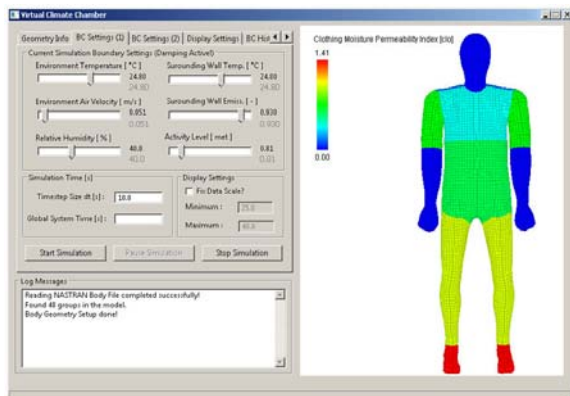 Virtual Climate Chamber
Geometry Info BC Settings (1) BC Settings (2) Display Settings BC Hist
Current Simulation Boundary Settings (Damping Active!)
Environment Temperature [ °C] Surounding Wall Temp. [ °C]
24.80 24.80
24.80 24.80
Environment Air Velocity [ m/s ] Surounding Wall Emiss. [ - ]
0.051 0.930
0.051 0.930
Relative Humidity [ % ] Activity Level [ met ]
40.0 0.81
40.0 0.81
Simulation Time [s] Display Settings
Timestep Size dt [s] : 10.0 Fix Data Scale?
Minimum : 25.0
Global System Time [s] :
Maximum : 40.0
Start Simulation Pause Simulation Stop Simulation
Log Messages
Reading NASTRAN Body File completed successfully!
Found 48 groups in the model.
Body Geometry Setup done!
Clothing Moisture Permeability Index [clo]
1.41
0.00